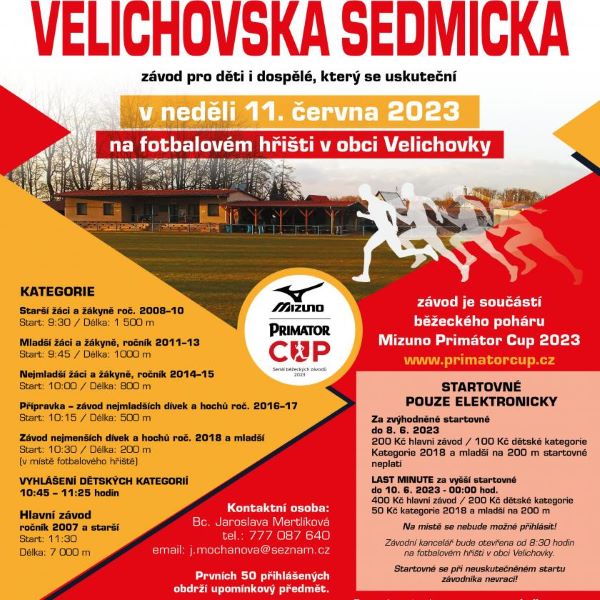 VELICHOVSKÁ SEDMIČKA
závod pro děti i dospělé, který se uskuteční
v neděli 11. června 2023
na fotbalovém hřišti v obci Velichovky
KATEGORIE
Starší žáci a žákyně roč. 2008–10
Start: 9:30 / Délka: 1 500 m
Mladší žáci a žákyně, ročník 2011–13
Start: 9:45 / Délka: 1000 m
Nejmladší žáci a žákyně, ročník 2014–15
Start: 10:00 / Délka: 800 m
Přípravka – závod nejmladších dívek a hochů roč. 2016–17
Start: 10:15 / Délka: 500 m
Závod nejmenších dívek a hochů roč. 2018 a mladší
Start: 10:30 / Délka: 200 m
(v místě fotbalového hřiště)
VYHLÁŠENÍ DĚTSKÝCH KATEGORIÍ
10:45 – 11:25 hodin
Hlavní závod
ročník 2007 a starší
Start: 11:30
Délka: 7 000 m
Mizuno
PRIMATOR
CUP
Seriál běžeckých závodů
2023
závod je součástí
běžeckého poháru
Mizuno Primátor Cup 2023
www.primatorcup.cz
STARTOVNÉ
POUZE ELEKTRONICKY
Za zvýhodněné startovné
do 8. 6. 2023
200 Kč hlavní závod / 100 Kč dětské kategorie
Kategorie 2018 a mladší na 200 m startovné
neplatí
LAST MINUTE za vyšší startovné
do 10. 6. 2023 - 00:00 hod.
400 Kč hlavní závod / 200 Kč dětské kategorie
50 Kč kategorie 2018 a mladší na 200 m
Na místě se nebude možné přihlásit!
Závodní kancelář bude otevřena od 8:30 hodin
na fotbalovém hřišti v obci Velichovky.
Startovné se při neuskutečněném startu
závodníka nevrací!
Kontaktní osoba:
Bc. Jaroslava Mertlíková
tel.: 777 087 640
email: j.mochanova@seznam.cz
Prvních 50 přihlášených
obdrží upomínkový předmět.